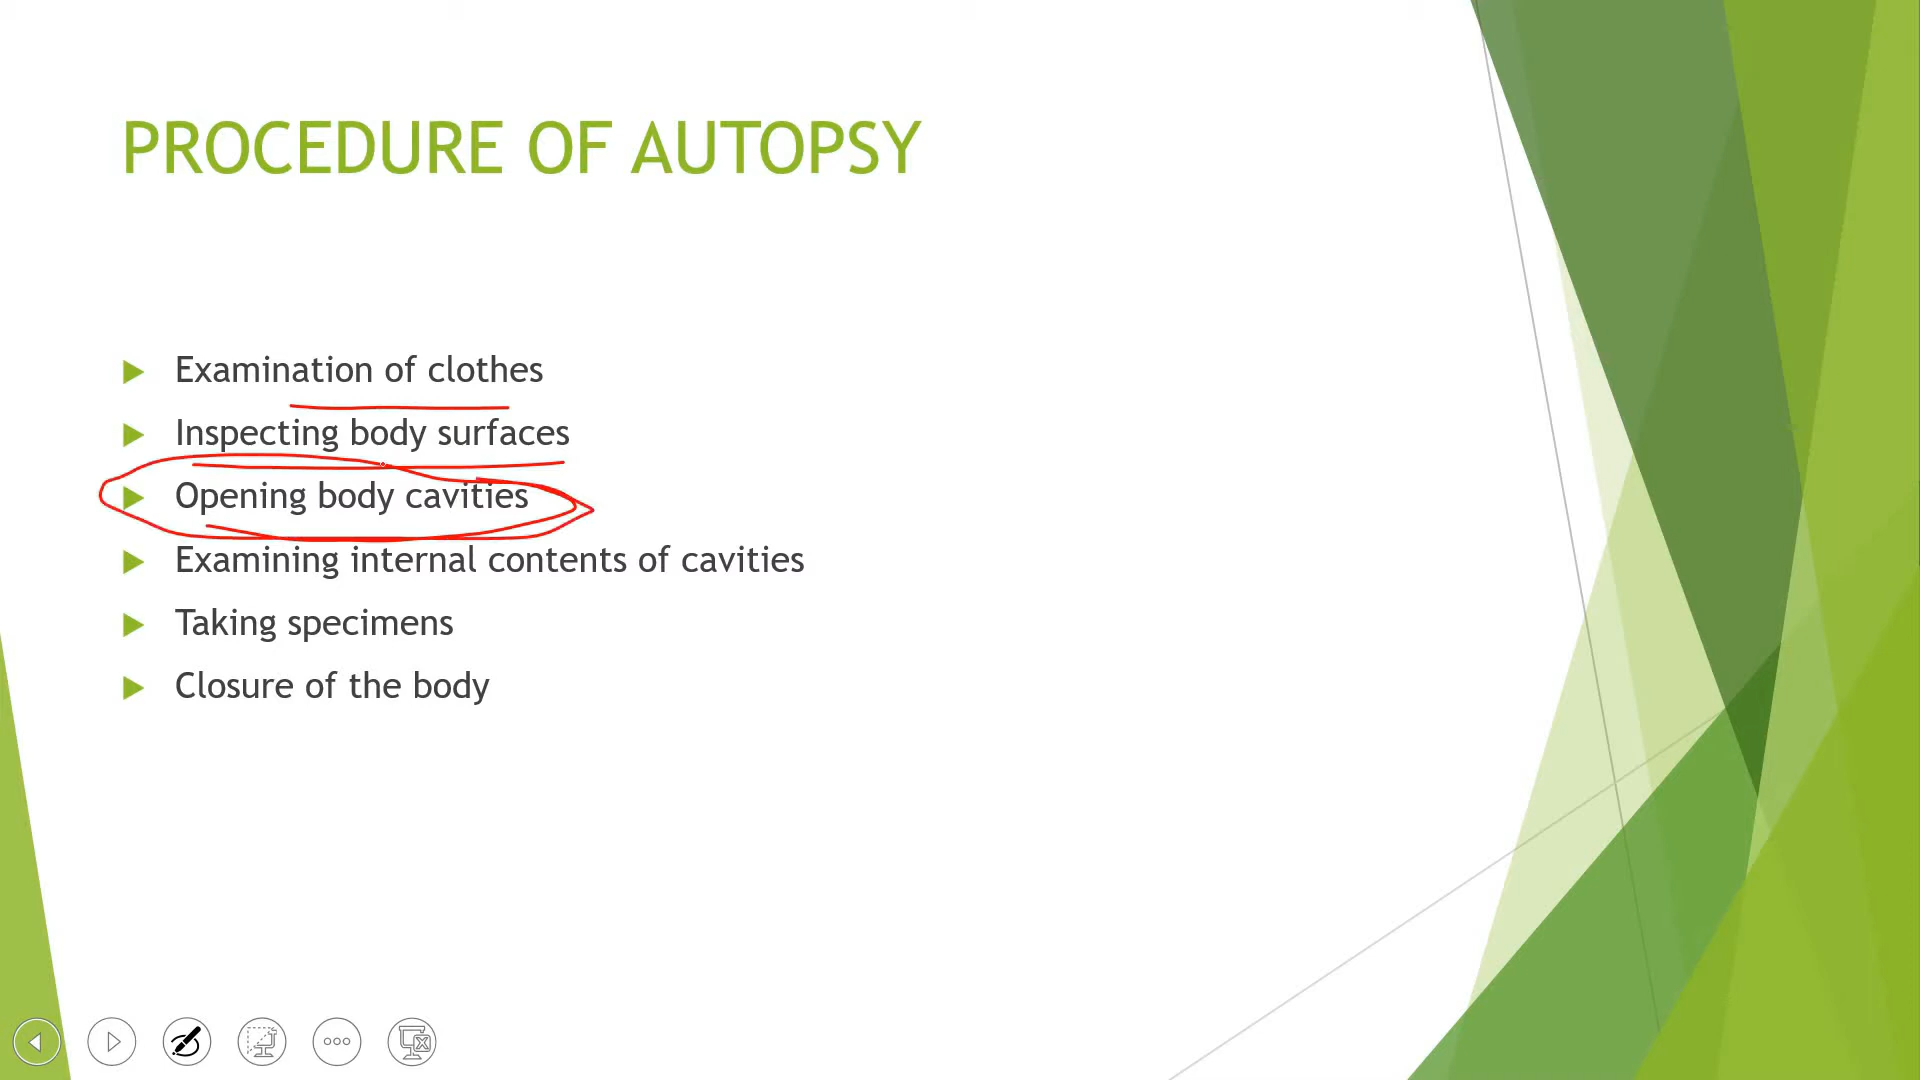 PROCEDURE OF AUTOPSY
Examination of clothes
Inspecting body surfaces
Opening body cavities
Examining internal contents of cavities
Taking specimens
Closure of the body